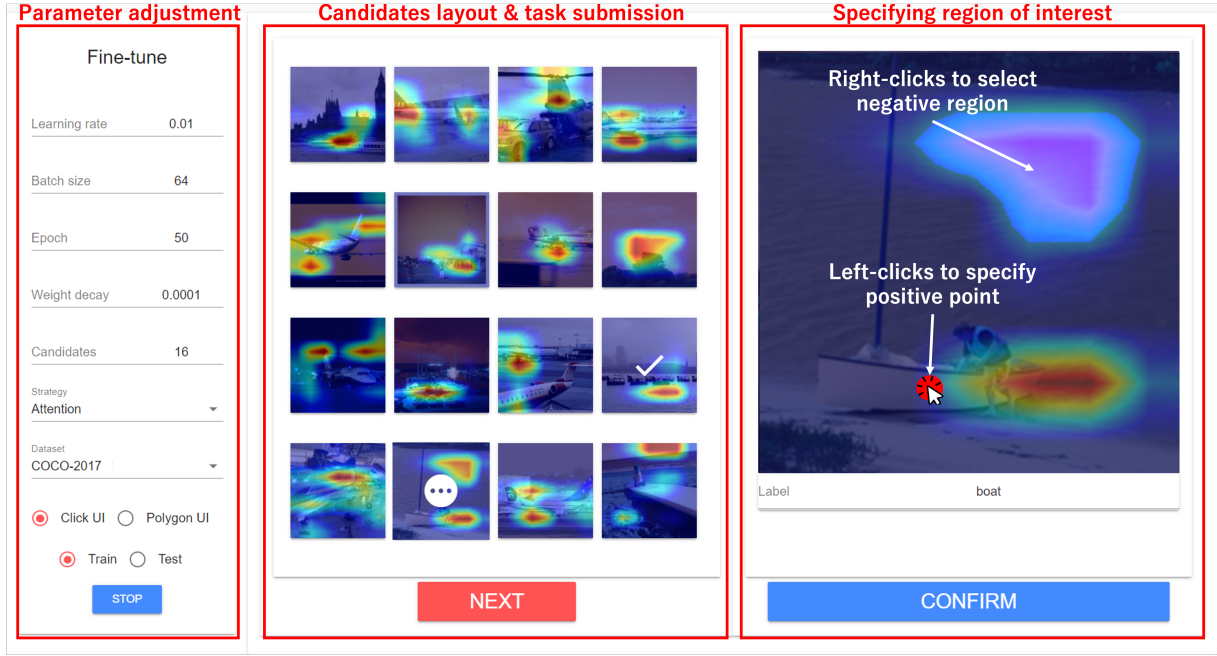 Parameter adjustment
Fine-tune
Learning rate 0.01
Batch size 64
Epoch 50
Weight decay 0.0001
Candidates 16
Strategy
Attention
Dataset
COCO-2017
Click UI Polygon UI
Train Test
STOP
Candidates layout & task submission
NEXT
Specifying region of interest
Right-clicks to select
negative region
Left-clicks to specify
positive point
Label boat
CONFIRM